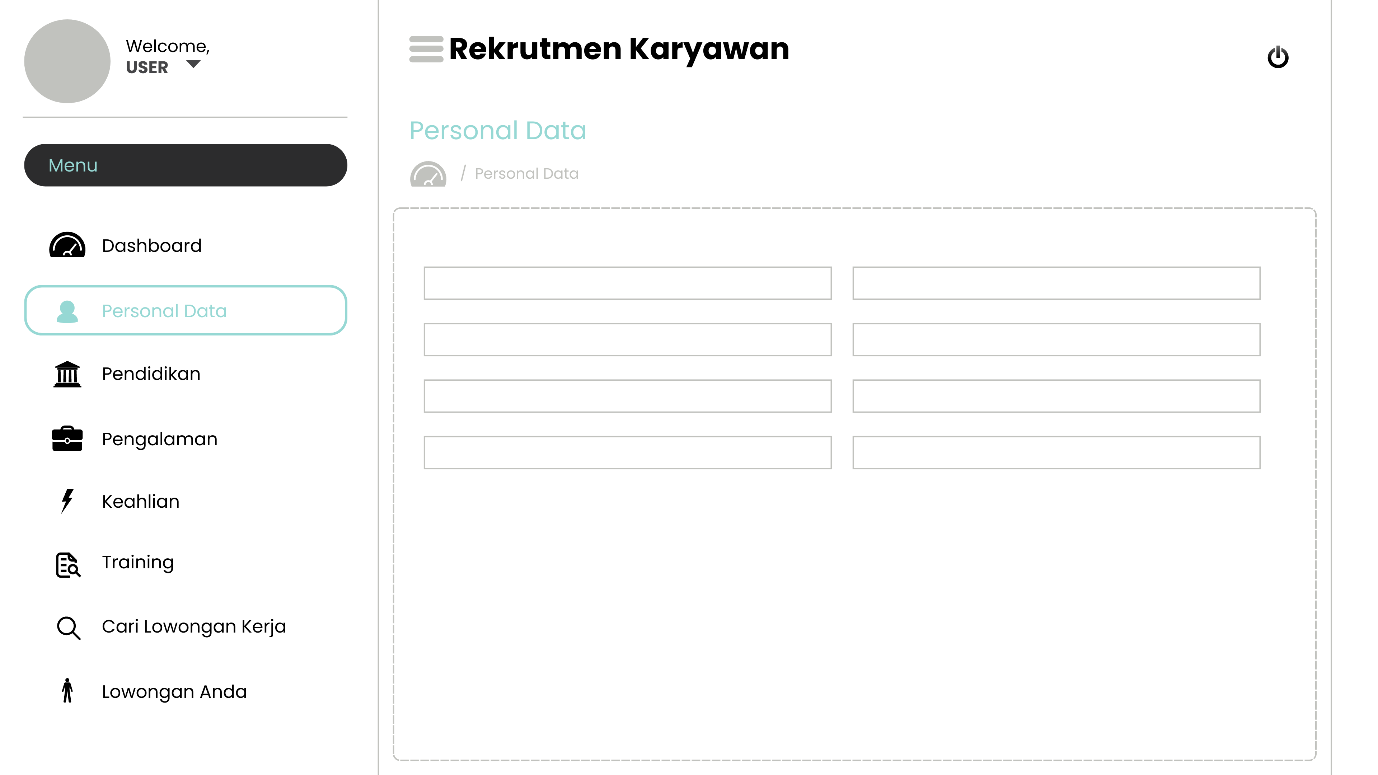 Welcome,
USER
Menu
Dashboard
Personal Data
Pendidikan
Pengalaman
Keahlian
Training
Cari Lowongan Kerja
Lowongan Anda
Rekrutmen Karyawan
Personal Data
/ Personal Data